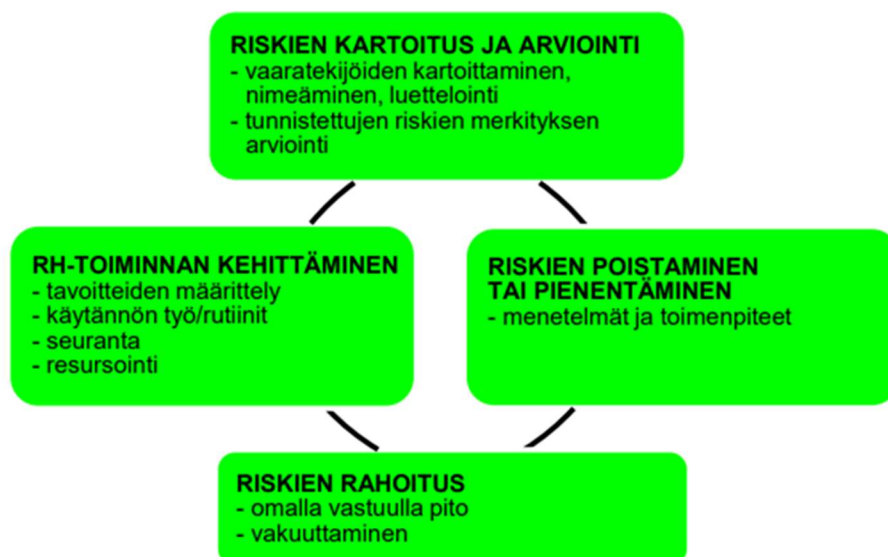 RISKIEN KARTOITUS JA ARVIOINTI
- vaaratekijöiden kartoittaminen,
nimeäminen, luettelointi
- tunnistettujen riskien merkityksen
arviointi
RH-TOIMINNAN KEHITTÄMINEN
- tavoitteiden määrittely
- käytännön työ/rutiinit
- seuranta
- resursointi
RISKIEN POISTAMINEN
TAI PIENENTÄMINEN
- menetelmät ja toimenpiteet
RISKIEN RAHOITUS
- omalla vastuulla pito
- vakuuttaminen